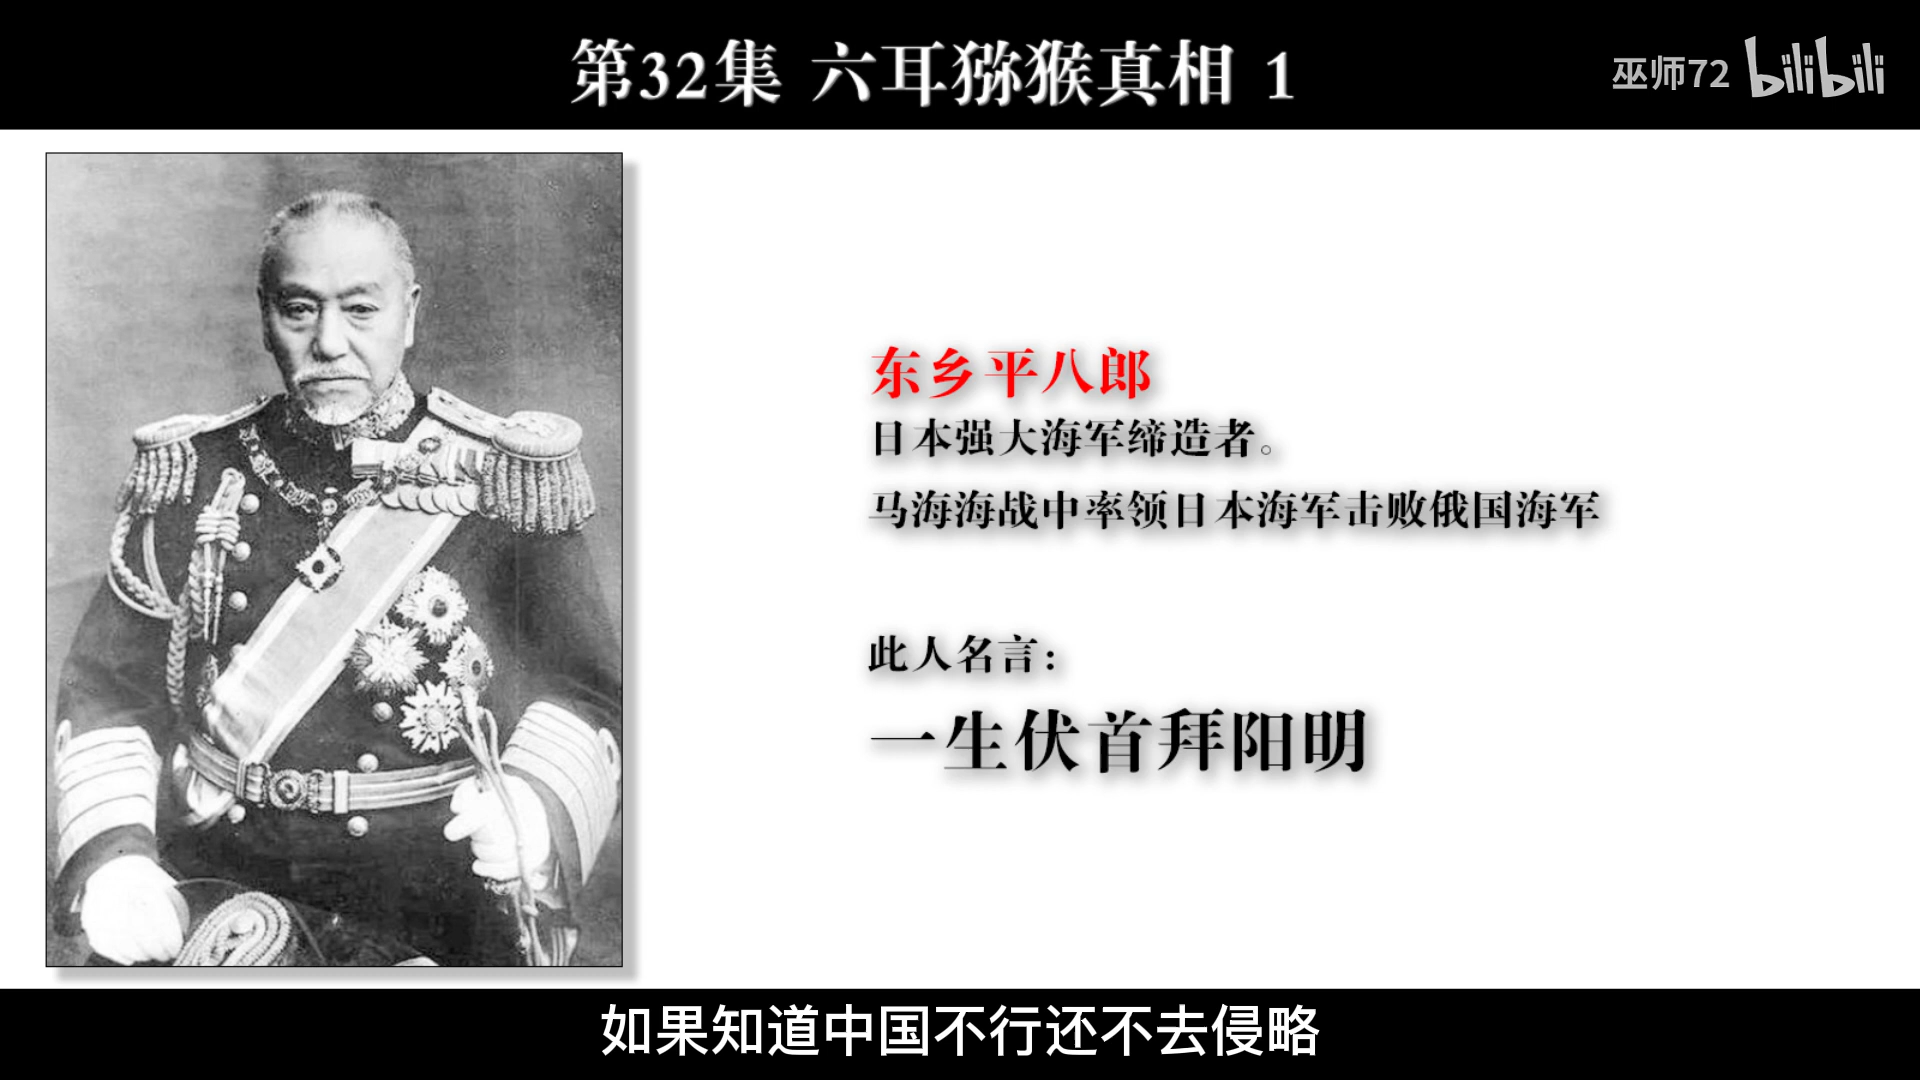 第32集 六耳猕猴真相 1
巫师72 bilibili
东乡平八郎
日本强大海军缔造者。
马海海战中率领日本海军击败俄国海军
此人名言：
一生伏首拜阳明
如果知道中国不行还不去侵略